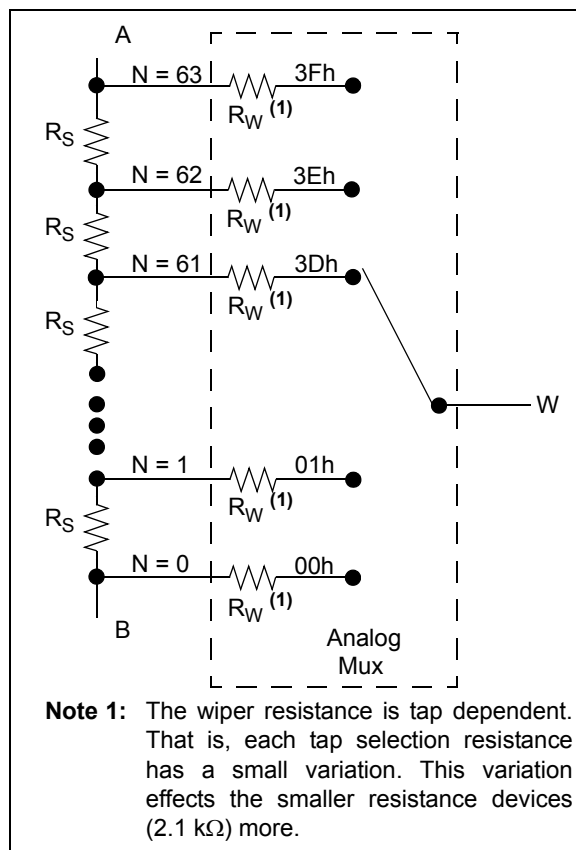 A
N = 63 R_W (1) 3Fh
R_S
N = 62 R_W (1) 3Eh
R_S
N = 61 R_W (1) 3Dh
R_S
W
N = 1 R_W (1) 01h
R_S
N = 0 R_W (1) 00h
B
Analog
Mux
Note 1: The wiper resistance is tap dependent.
That is, each tap selection resistance
has a small variation. This variation
effects the smaller resistance devices
(2.1 kΩ) more.